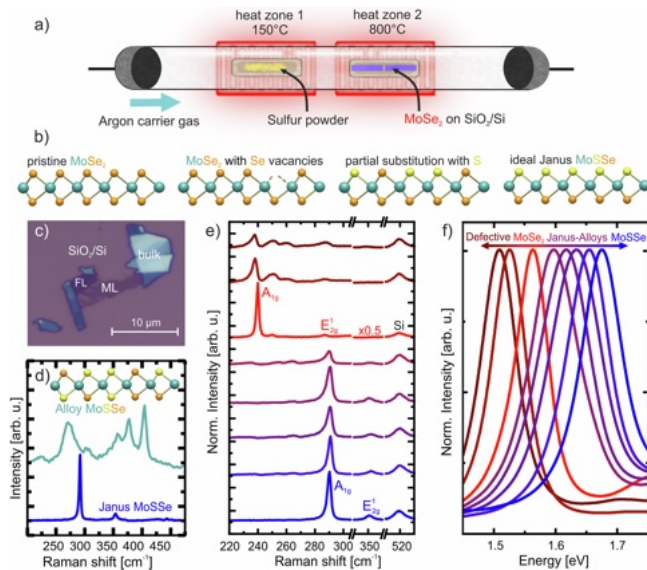 a)
heat zone 1
150°C
heat zone 2
800°C
Argon carrier gas
Sulfur powder
MoSe₂ on SiO₂/Si
b)
pristine MoSe₂
MoSe₂ with Se vacancies
partial substitution with S
ideal Janus MoSSe
c)
SiO₂/Si
bulk
FL
ML
10 µm
d)
Alloy MoSSe
Janus MoSSe
Intensity [arb. u.]
250 300 350 400 450
Raman shift [cm⁻¹]
e)
A₁g
E¹₂g
x0.5
Si
A₁g
E¹₂g
Norm. Intensity [arb. u.]
220 240 260 280 300 350 520
Raman shift [cm⁻¹]
f)
Defective MoSe₂ Janus-Alloys MoSSe
Norm. Intensity [arb. u.]
1.5 1.6 1.7
Energy [eV]